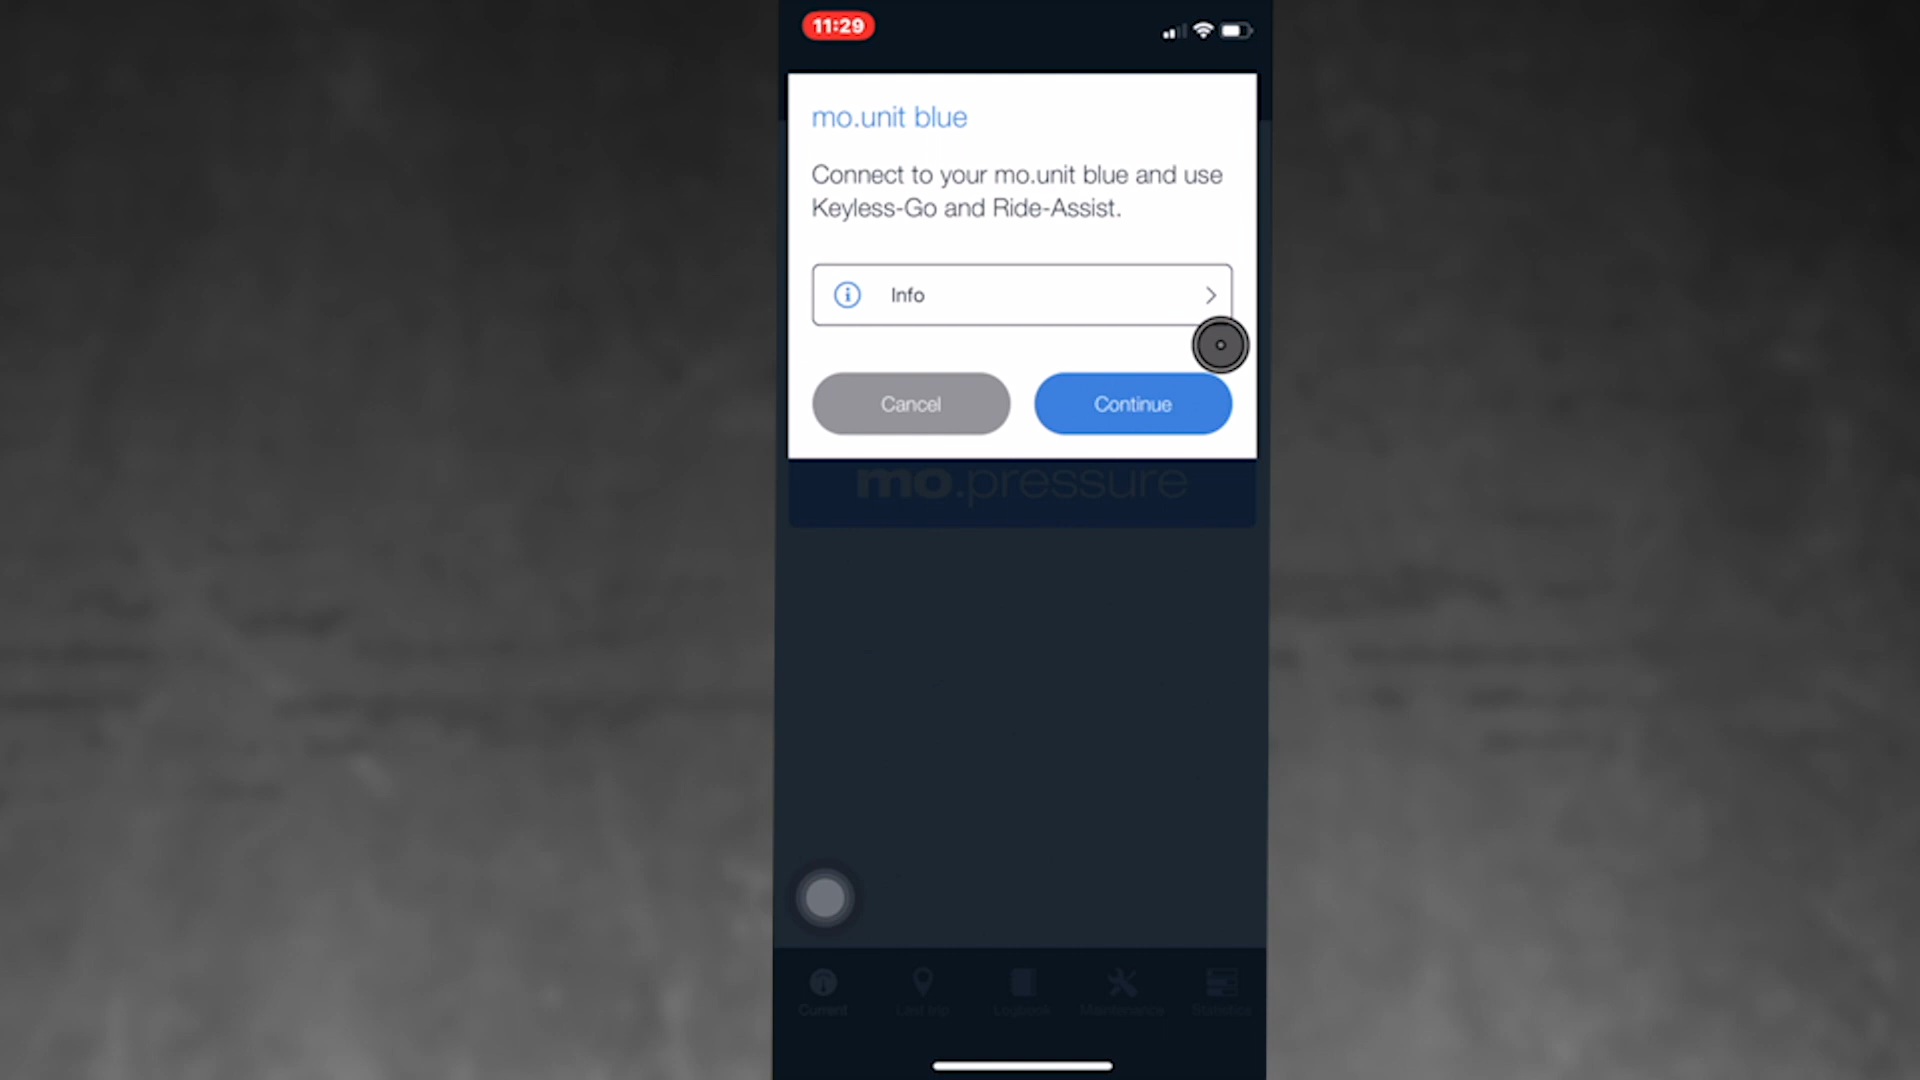 11:29
mo.unit blue
Connect to your mo.unit blue and use
Keyless-Go and Ride-Assist.
Info
Cancel
Continue
mo.pressure
Current
Last trip
Logbook
Maintenance
Statistics